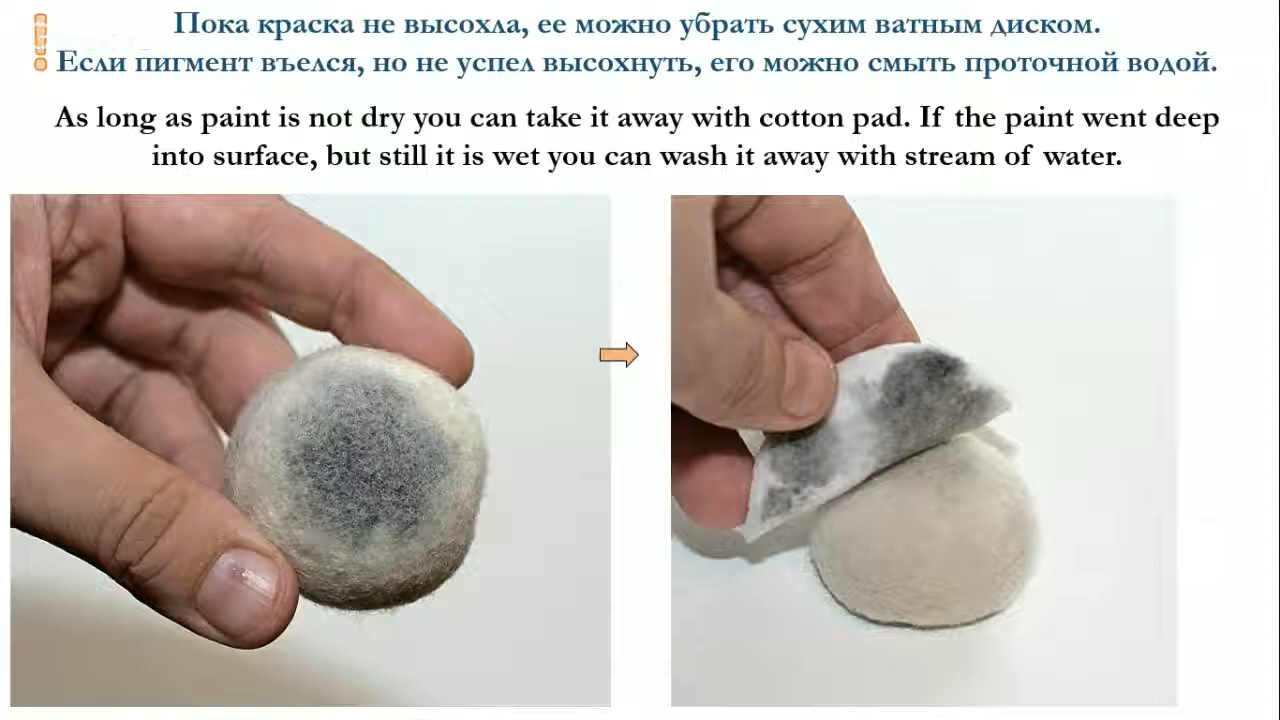 Пока краска не высохла, ее можно убрать сухим ватным диском.
Если пигмент въелся, но не успел высохнуть, его можно смыть проточной водой.
As long as paint is not dry you can take it away with cotton pad. If the paint went deep
into surface, but still it is wet you can wash it away with stream of water.